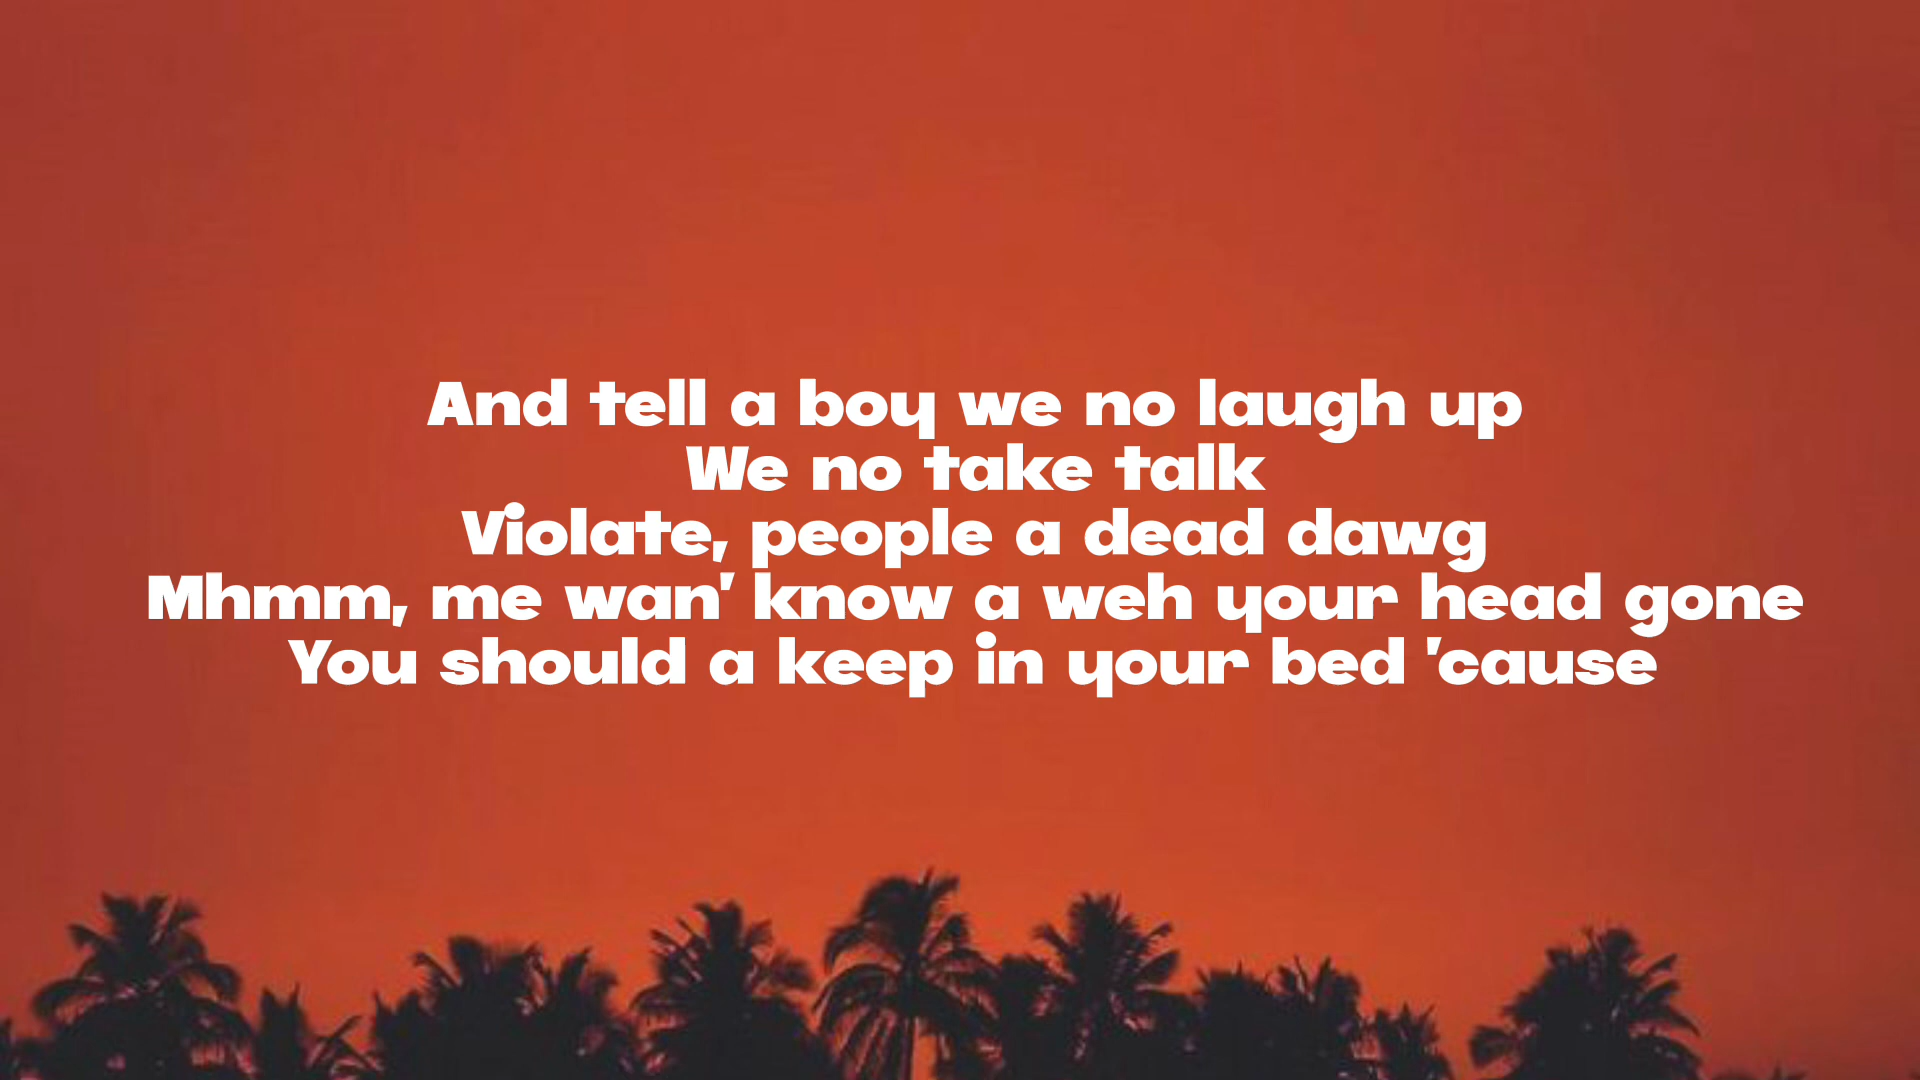 And tell a boy we no laugh up
We no take talk
Violate, people a dead dawg
Mhmm, me wan' know a weh your head gone
You should a keep in your bed 'cause